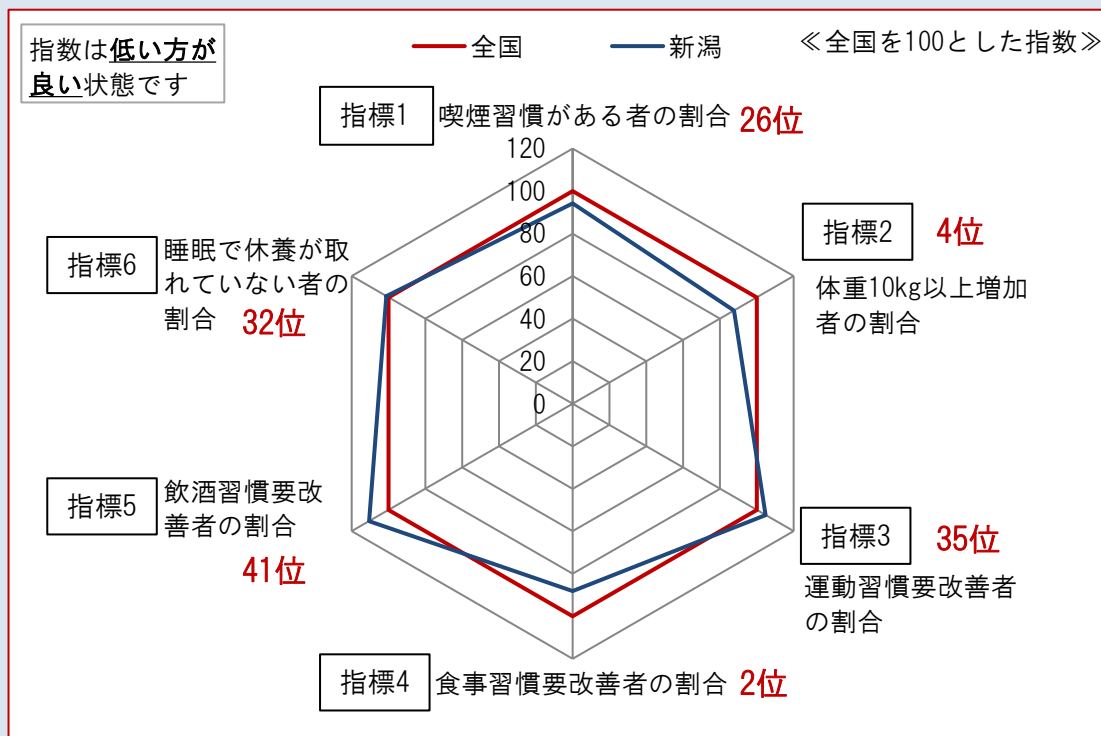 指数は低い方が
良い状態です
全国
新潟
≪全国を100とした指数≫
指標1
喫煙習慣がある者の割合
26位
120
100
80
60
40
20
0
指標2
4位
体重10kg以上増加
者の割合
指標3
35位
運動習慣要改善者
の割合
指標4
食事習慣要改善者の割合
2位
指標5
飲酒習慣要改
善者の割合
41位
指標6
睡眠で休養が取
れていない者の
割合
32位